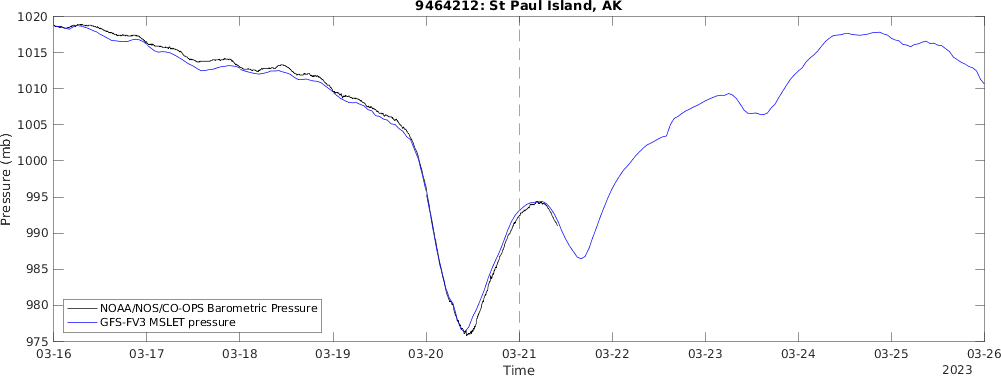 9464212: St Paul Island, AK
Pressure (mb)
1020
1015
1010
1005
1000
995
990
985
980
975
NOAA/NOS/CO-OPS Barometric Pressure
GFS-FV3 MSLET pressure
03-16 03-17 03-18 03-19 03-20 03-21 03-22 03-23 03-24 03-25 03-26
Time
2023